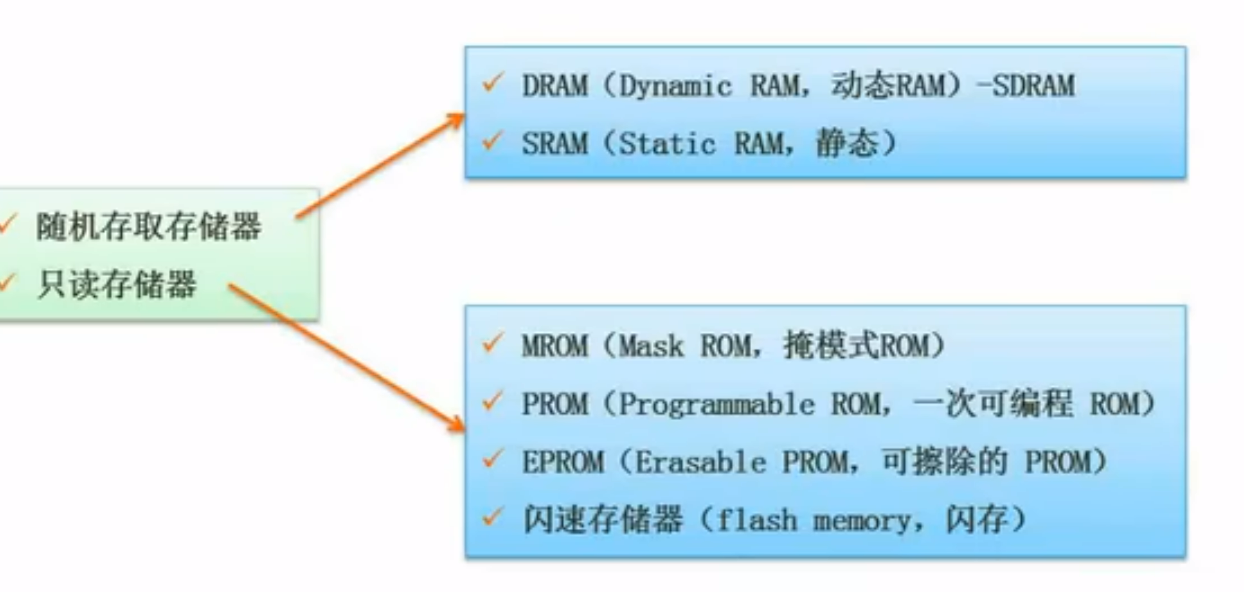 ✓ DRAM（Dynamic RAM，动态RAM）-SDRAM
✓ SRAM（Static RAM，静态）
✓ 随机存取存储器
✓ 只读存储器
✓ MROM（Mask ROM，掩模式ROM）
✓ PROM（Programmable ROM，一次可编程 ROM）
✓ EPROM（Erasable PROM，可擦除的 PROM）
✓ 闪速存储器（flash memory，闪存）